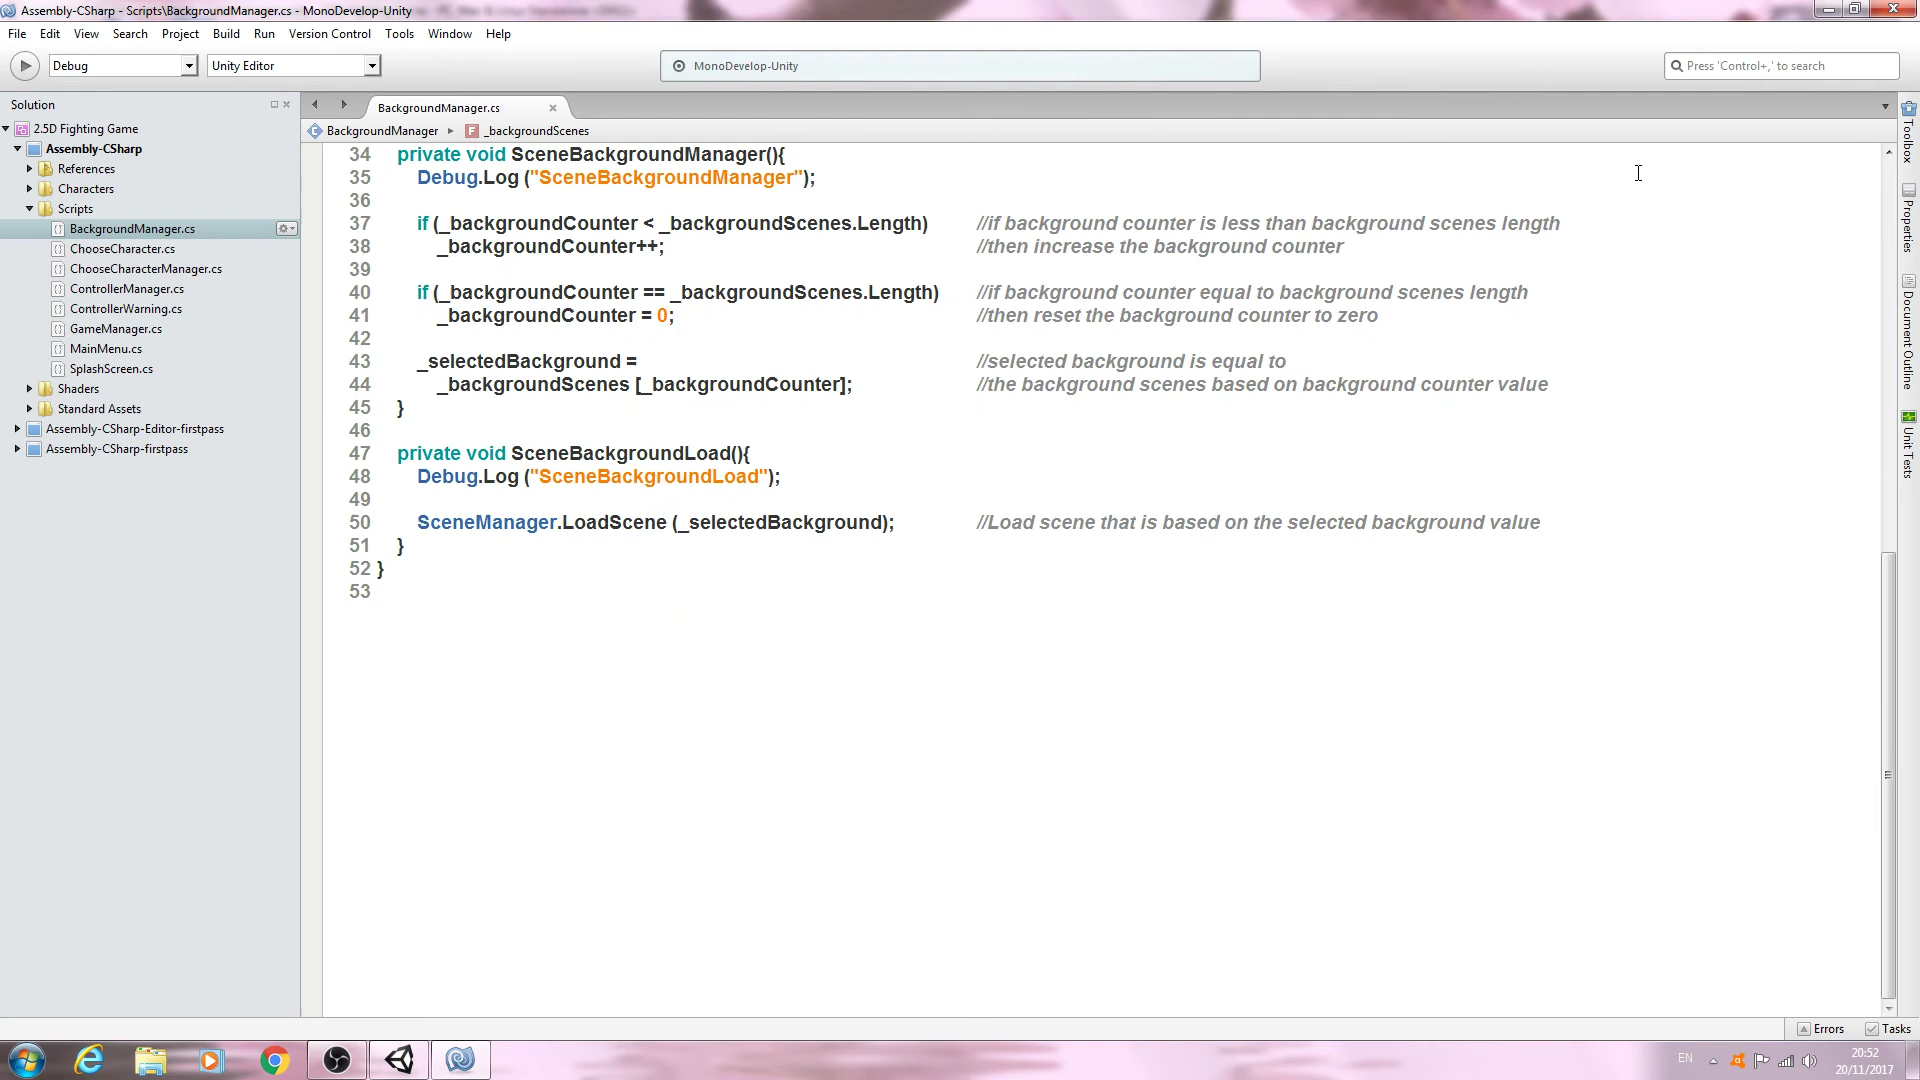 Assembly-CSharp - Scripts\BackgroundManager.cs - MonoDevelop-Unity
File Edit View Search Project Build Run Version Control Tools Window Help
Debug Unity Editor MonoDevelop-Unity Press 'Control+,' to search
Solution
2.5D Fighting Game
Assembly-CSharp
References
Characters
Scripts
BackgroundManager.cs
ChooseCharacter.cs
ChooseCharacterManager.cs
ControllerManager.cs
ControllerWarning.cs
GameManager.cs
MainMenu.cs
SplashScreen.cs
Shaders
Standard Assets
Assembly-CSharp-Editor-firstpass
Assembly-CSharp-firstpass
BackgroundManager.cs
BackgroundManager _backgroundScenes
34 private void SceneBackgroundManager(){
35 Debug.Log ("SceneBackgroundManager");
36
37 if (_backgroundCounter < _backgroundScenes.Length) //if background counter is less than background scenes length
38 _backgroundCounter++; //then increase the background counter
39
40 if (_backgroundCounter == _backgroundScenes.Length) //if background counter equal to background scenes length
41 _backgroundCounter = 0; //then reset the background counter to zero
42
43 _selectedBackground = //selected background is equal to
44 _backgroundScenes [_backgroundCounter]; //the background scenes based on background counter value
45 }
46
47 private void SceneBackgroundLoad(){
48 Debug.Log ("SceneBackgroundLoad");
49
50 SceneManager.LoadScene (_selectedBackground); //Load scene that is based on the selected background value
51 }
52 }
53
Toolbox
Properties
Document Outline
Unit Tests
Errors Tasks
EN
20:52
20/11/2017